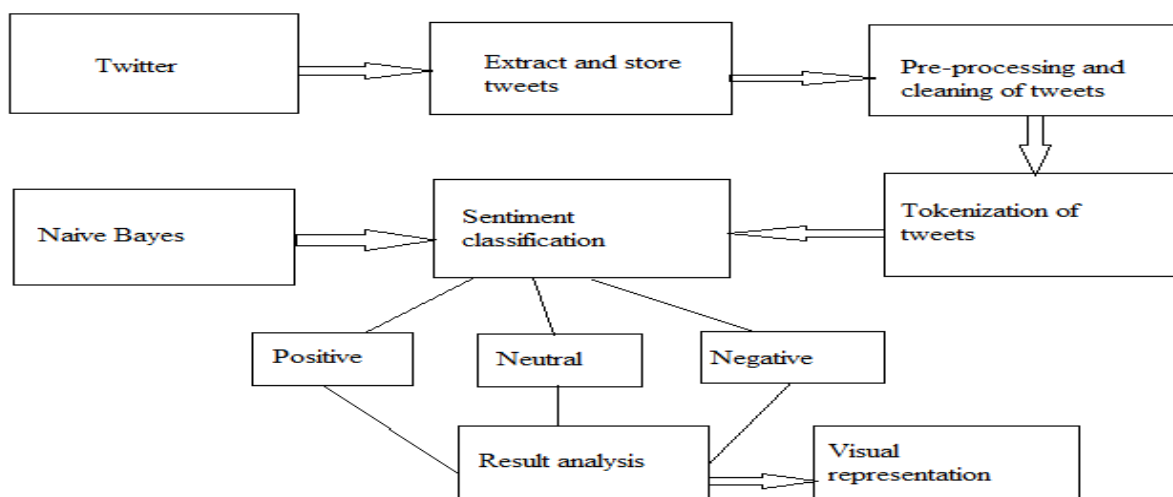 Twitter
Extract and store
tweets
Pre-processing and
cleaning of tweets
Naive Bayes
Sentiment
classification
Tokenization of
tweets
Positive
Neutral
Negative
Result analysis
Visual
representation